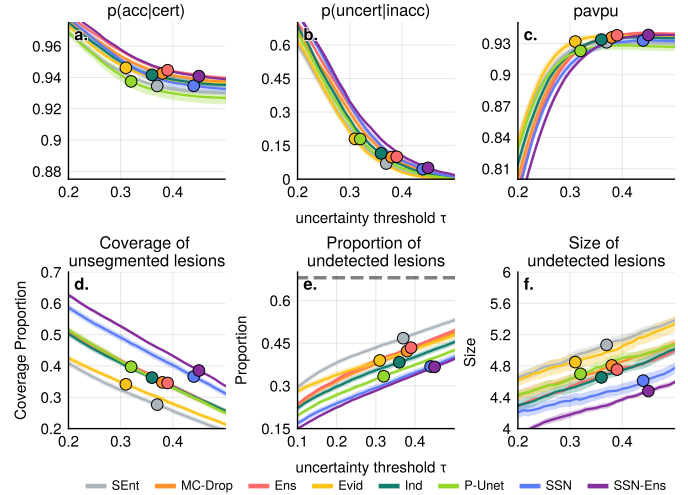 p(acc|cert)
p(uncert|inacc)
pavpu
a.
b.
c.
0.96
0.94
0.92
0.9
0.88
0.6
0.45
0.3
0.15
0
0.93
0.9
0.87
0.84
0.81
0.2
0.3
0.4
0.2
0.3
0.4
0.2
0.3
0.4
uncertainty threshold τ
Coverage of
unsegmented lesions
Proportion of
undetected lesions
Size of
undetected lesions
d.
e.
f.
Coverage Proportion
0.7
0.6
0.5
0.4
0.3
0.2
Proportion
0.6
0.45
0.3
0.15
Size
6
5.6
5.2
4.8
4.4
4
0.2
0.3
0.4
0.1
0.2
0.3
0.4
0.2
0.3
0.4
uncertainty threshold τ
SEnt
MC-Drop
Ens
Evid
Ind
P-Unet
SSN
SSN-Ens